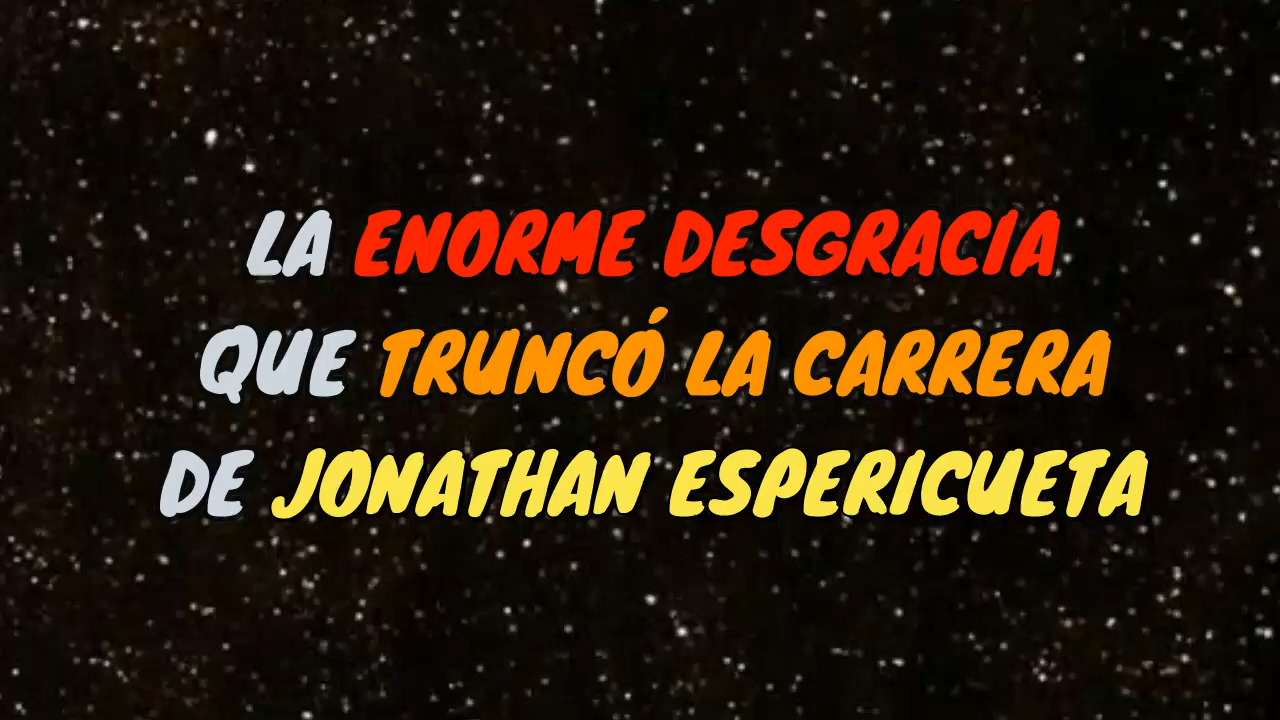 LA ENORME DESGRACIA
QUE TRUNCÓ LA CARRERA
DE JONATHAN ESPERICUETA